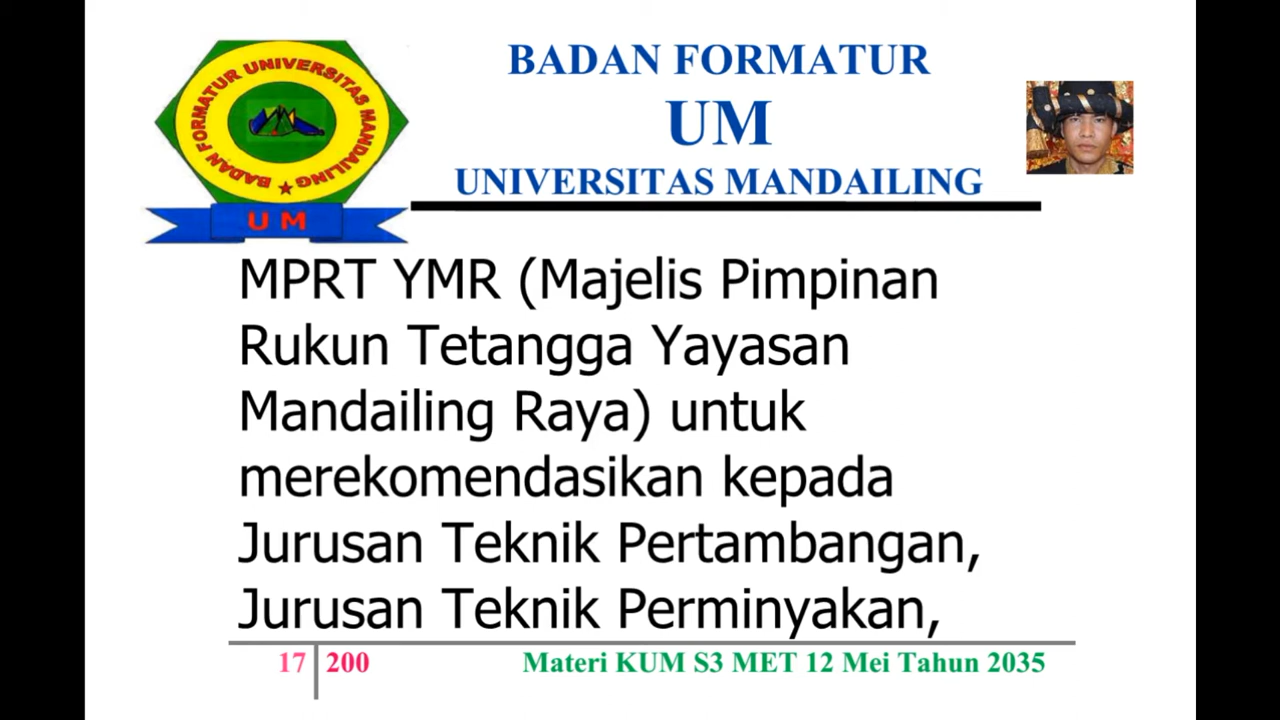 BADAN FORMATUR UNIVERSITAS MANDAILING
U M
BADAN FORMATUR
UM
UNIVERSITAS MANDAILING
MPRT YMR (Majelis Pimpinan
Rukun Tetangga Yayasan
Mandailing Raya) untuk
merekomendasikan kepada
Jurusan Teknik Pertambangan,
Jurusan Teknik Perminyakan,
17 200 Materi KUM S3 MET 12 Mei Tahun 2035